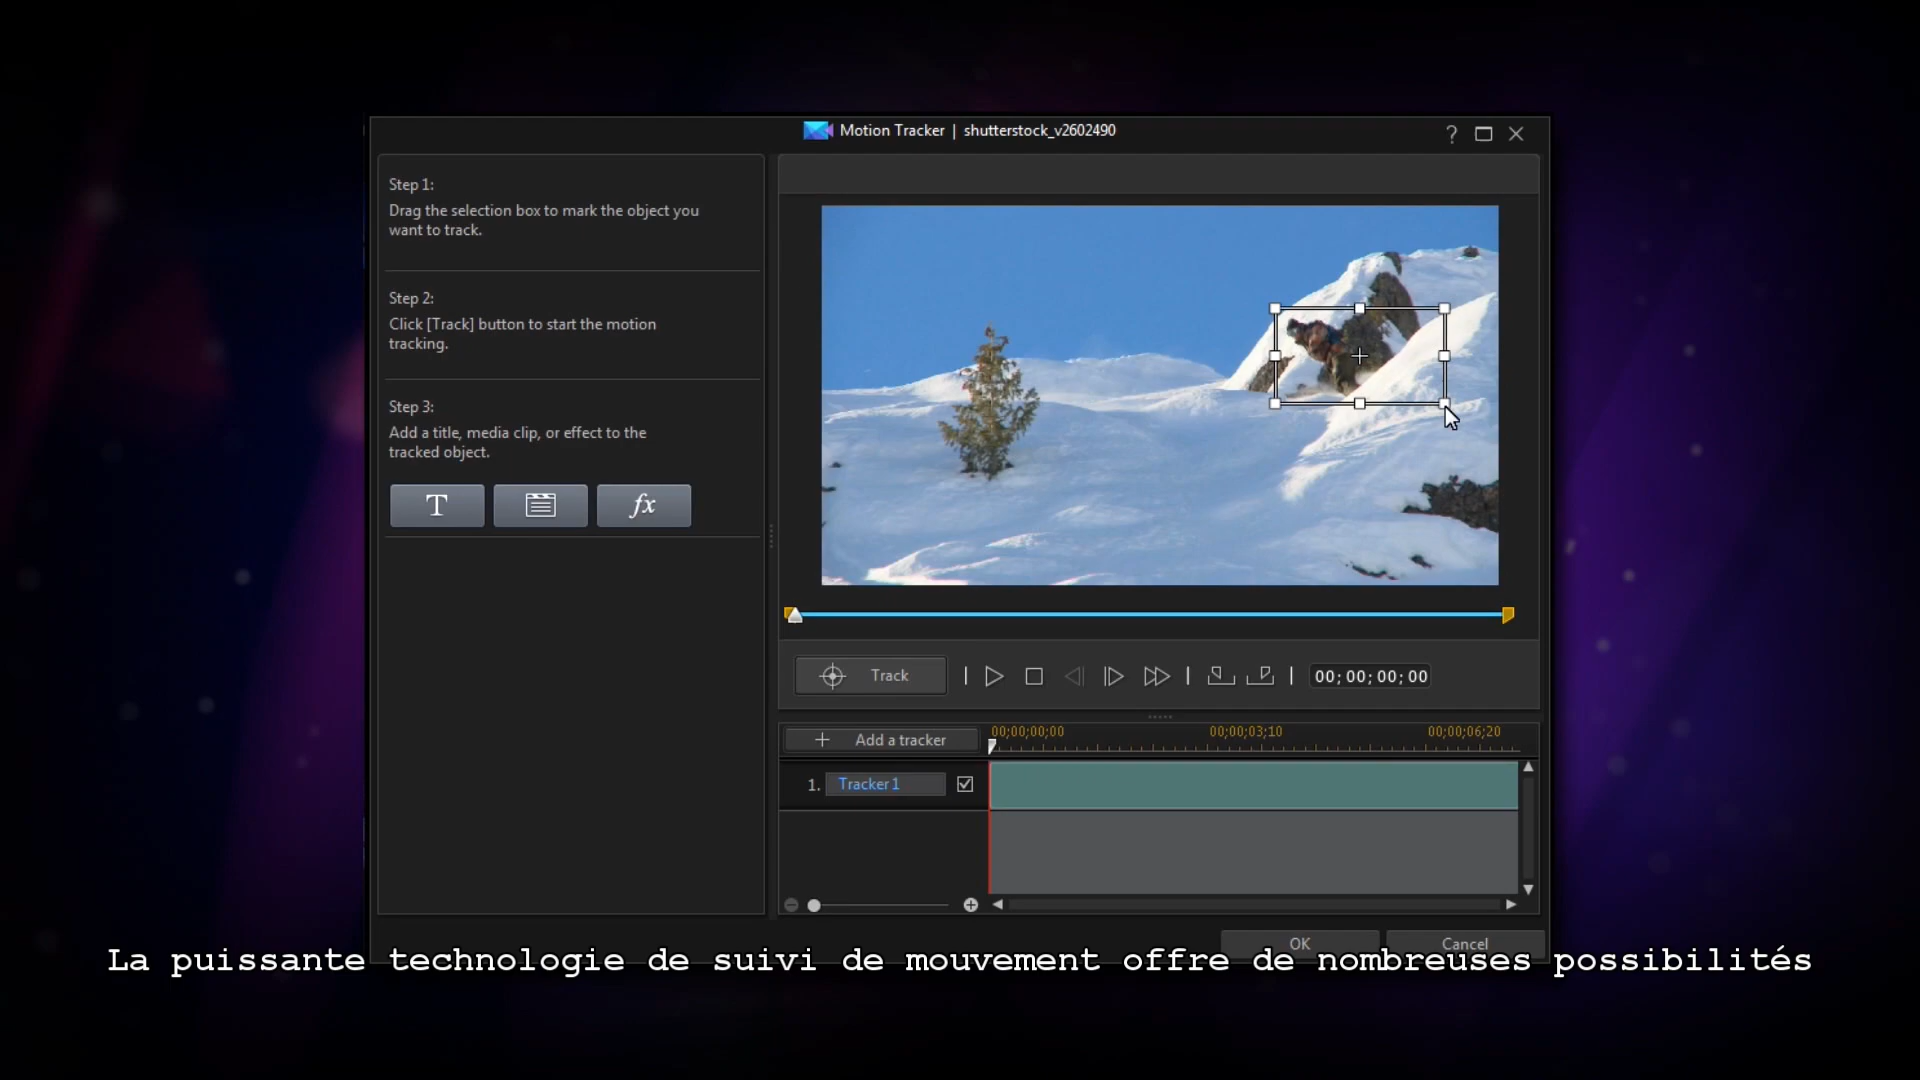 Motion Tracker | shutterstock_v2602490
?
Step 1:
Drag the selection box to mark the object you
want to track.
Step 2:
Click [Track] button to start the motion
tracking.
Step 3:
Add a title, media clip, or effect to the
tracked object.
T
fx
Track
00;00;00;00
Add a tracker
00;00;00;00 00;00;03;10 00;00;06;20
1. Tracker 1
OK Cancel
La puissante technologie de suivi de mouvement offre de nombreuses possibilités